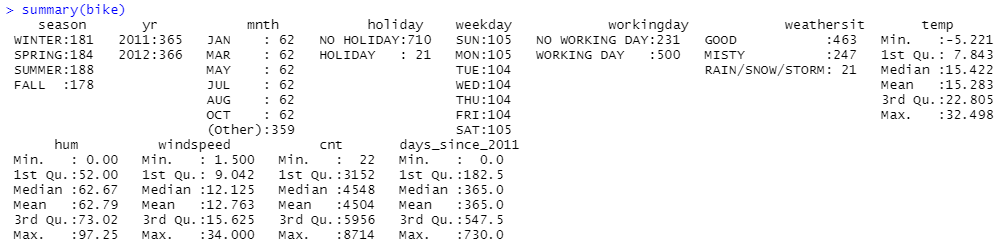 > summary(bike)
    season       yr           mnth           holiday    weekday            workingday              weathersit       temp
 WINTER:181   2011:365   JAN    : 62   NO HOLIDAY:710   SUN:105   NO WORKING DAY:231   GOOD           :463   Min.   :-5.221
 SPRING:184   2012:366   MAR    : 62   HOLIDAY   : 21   MON:105   WORKING DAY   :500   MISTY          :247   1st Qu.: 7.843
 SUMMER:188              MAY    : 62                    TUE:104                        RAIN/SNOW/STORM: 21   Median :15.422
 FALL  :178              JUL    : 62                    WED:104                                              Mean   :15.283
                         AUG    : 62                    THU:104                                              3rd Qu.:22.805
                         OCT    : 62                    FRI:104                                              Max.   :32.498
                         (Other):359                    SAT:105
      hum          windspeed           cnt       days_since_2011
 Min.   : 0.00   Min.   : 1.500   Min.   :  22   Min.   :  0.0
 1st Qu.:52.00   1st Qu.: 9.042   1st Qu.:3152   1st Qu.:182.5
 Median :62.67   Median :12.125   Median :4548   Median :365.0
 Mean   :62.79   Mean   :12.763   Mean   :4504   Mean   :365.0
 3rd Qu.:73.02   3rd Qu.:15.625   3rd Qu.:5956   3rd Qu.:547.5
 Max.   :97.25   Max.   :34.000   Max.   :8714   Max.   :730.0